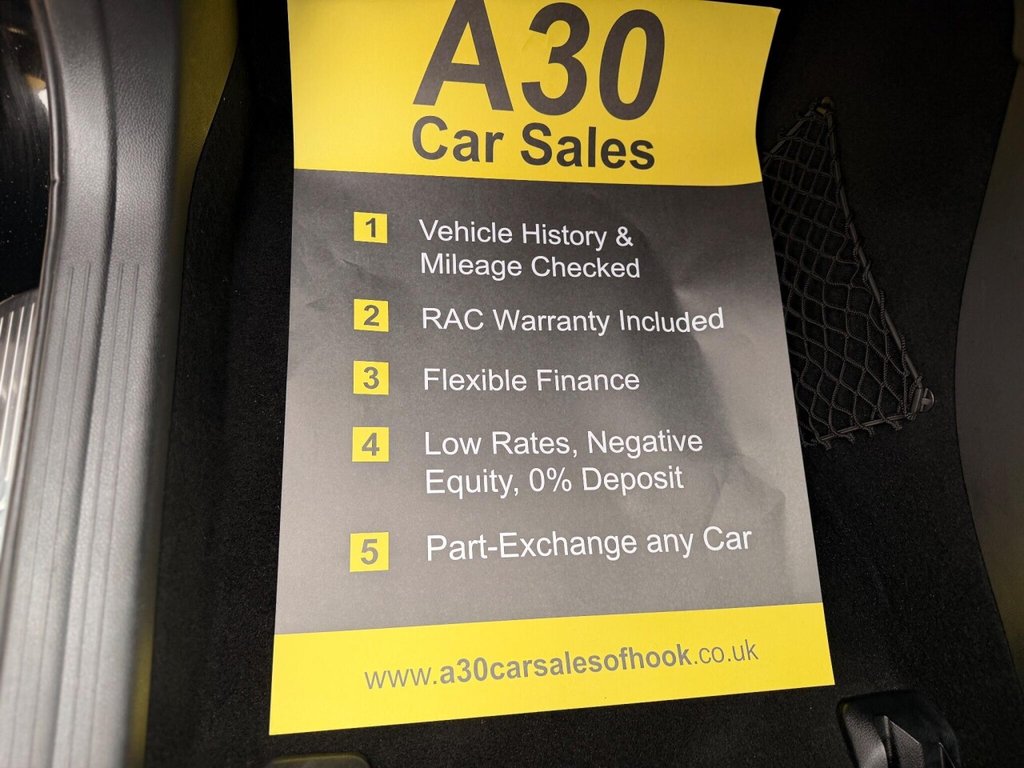 A30
Car Sales
1 Vehicle History &
Mileage Checked
2 RAC Warranty Included
3 Flexible Finance
4 Low Rates, Negative
Equity, 0% Deposit
5 Part-Exchange any Car
www.a30carsalesofhook.co.uk